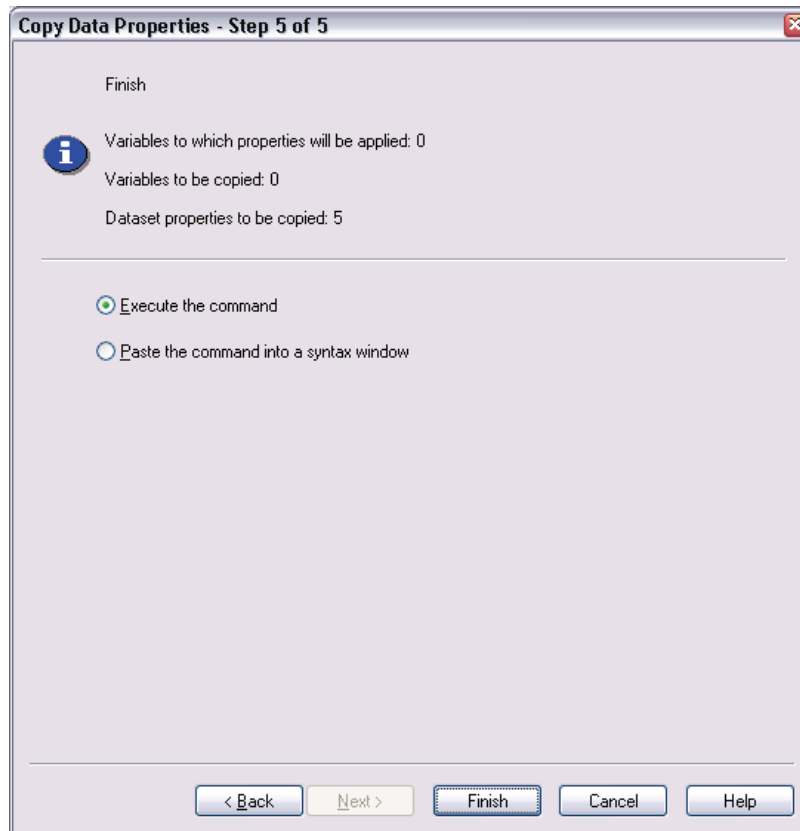 Copy Data Properties - Step 5 of 5
Finish
Variables to which properties will be applied: 0
Variables to be copied: 0
Dataset properties to be copied: 5
Execute the command
Paste the command into a syntax window
< Back Next > Finish Cancel Help